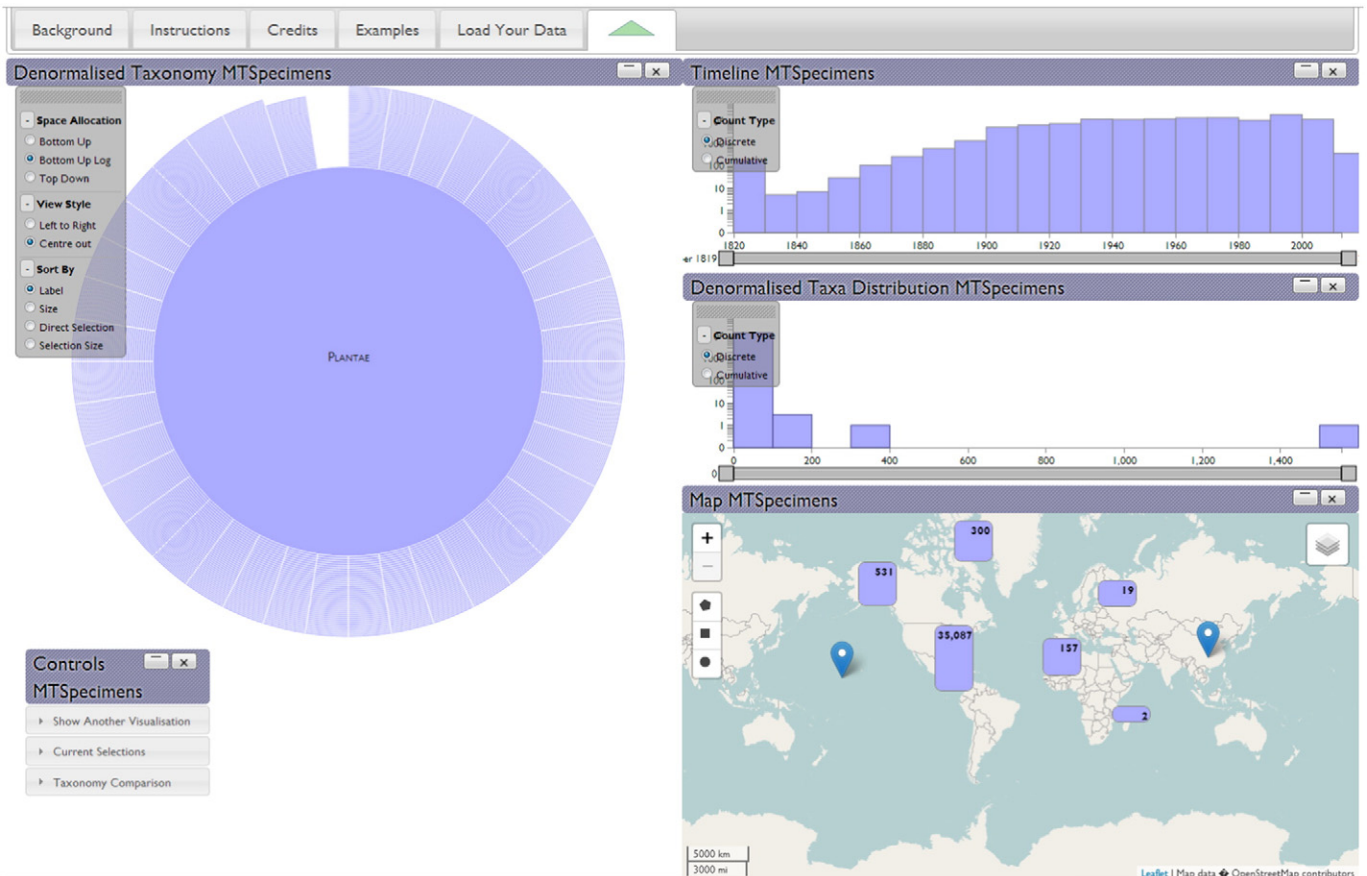 Background Instructions Credits Examples Load Your Data
Denormalised Taxonomy MTSpecimens
- Space Allocation
Bottom Up
Bottom Up Log
Top Down
- View Style
Left to Right
Centre out
- Sort By
Label
Size
Direct Selection
Selection Size
PLANTAE
Controls
MTSpecimens
Show Another Visualisation
Current Selections
Taxonomy Comparison
Timeline MTSpecimens
- Count Type
Discrete
Cumulative
100
10
1
0
1820 1840 1860 1880 1900 1920 1940 1960 1980 2000
1819
Denormalised Taxa Distribution MTSpecimens
- Count Type
Discrete
Cumulative
100
10
1
0
0 200 400 600 800 1,000 1,200 1,400
0
Map MTSpecimens
+
−
300
531
19
35,087
157
2
5000 km
3000 mi
Leaflet | Map data � OpenStreetMap contributors